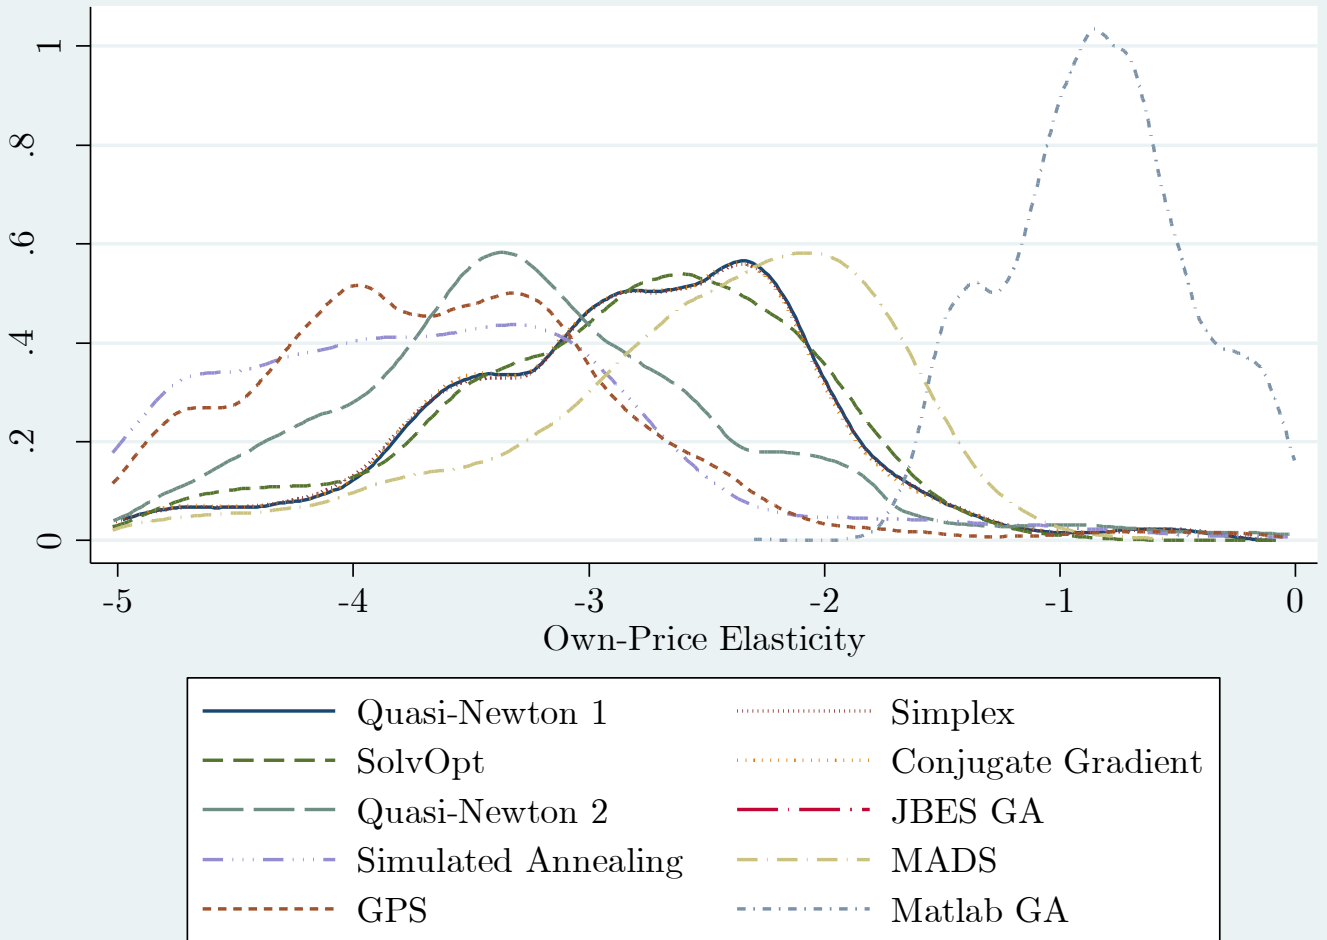 1
.8
.6
.4
.2
0
-5 -4 -3 -2 -1 0
Own-Price Elasticity
Quasi-Newton 1 Simplex
SolvOpt Conjugate Gradient
Quasi-Newton 2 JBES GA
Simulated Annealing MADS
GPS Matlab GA